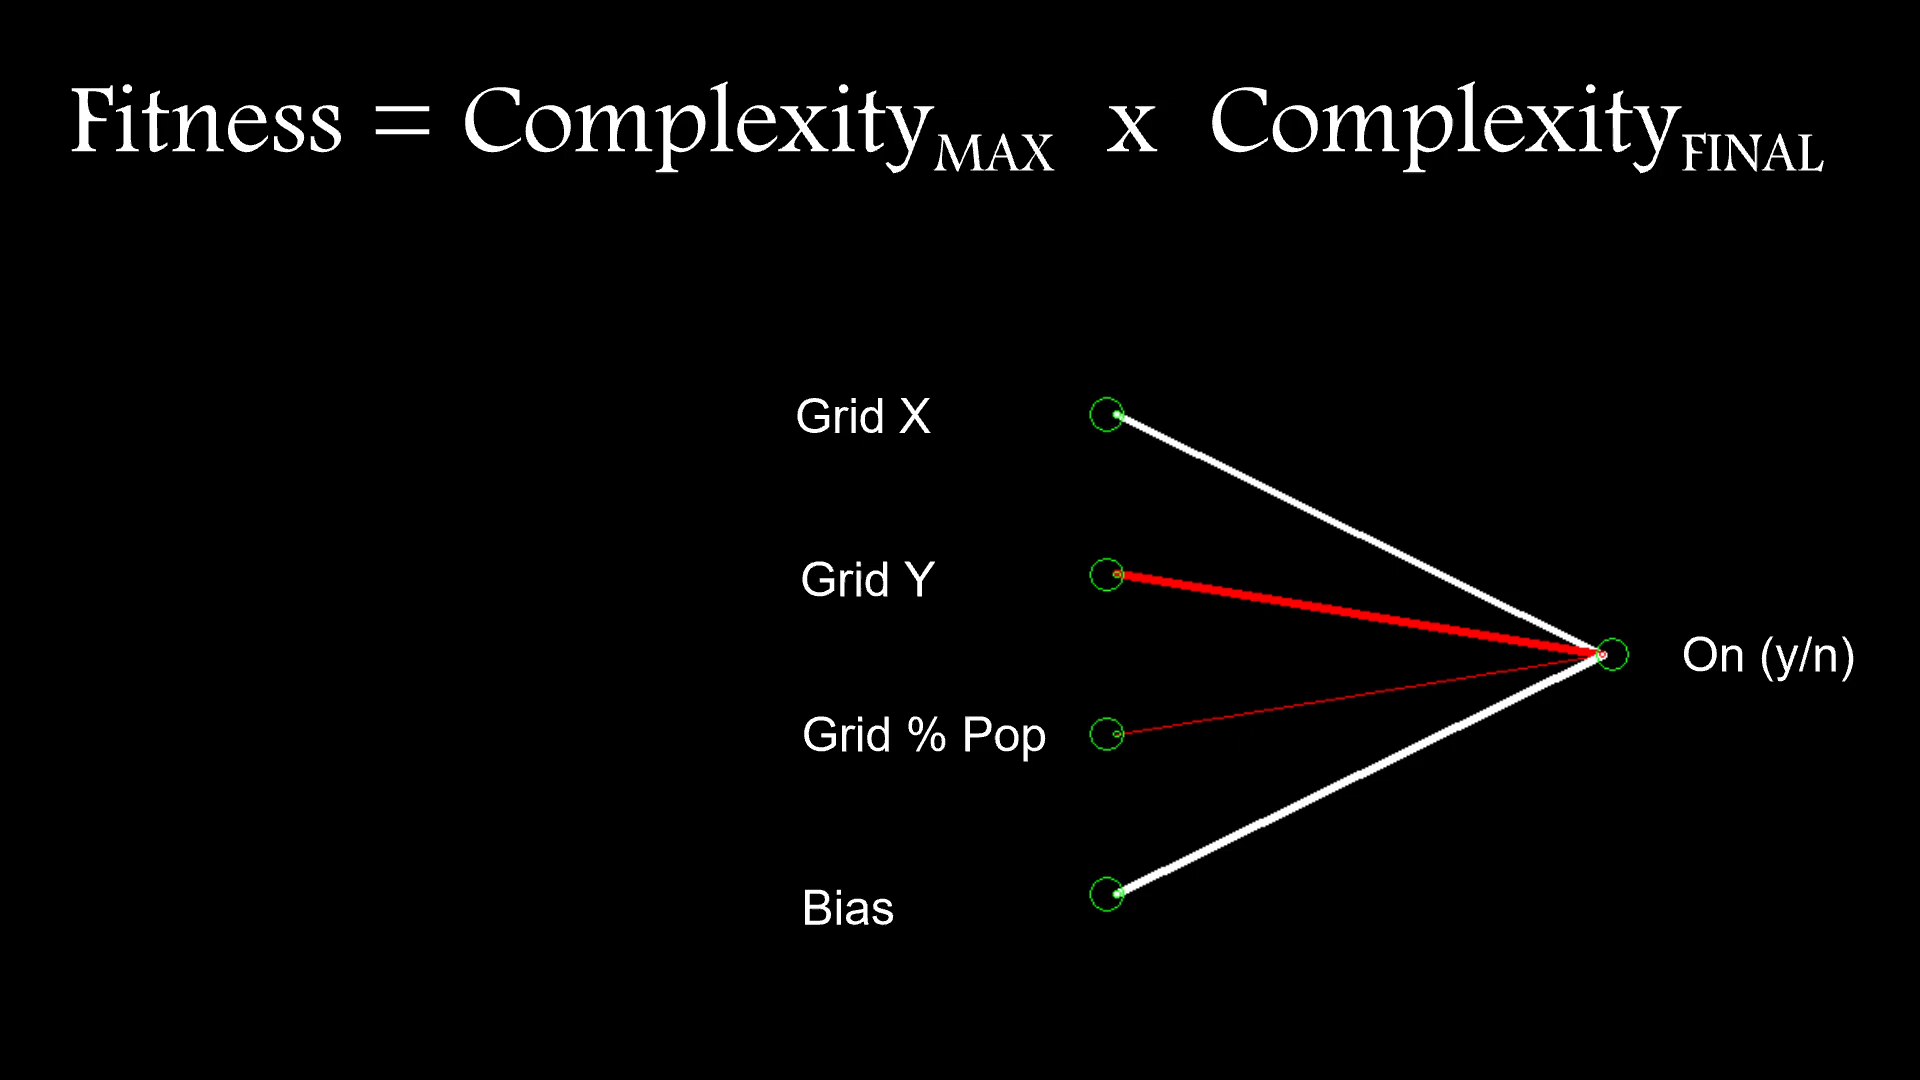 Fitness = ComplexityMAX x ComplexityFINAL
Grid X
Grid Y
On (y/n)
Grid % Pop
Bias